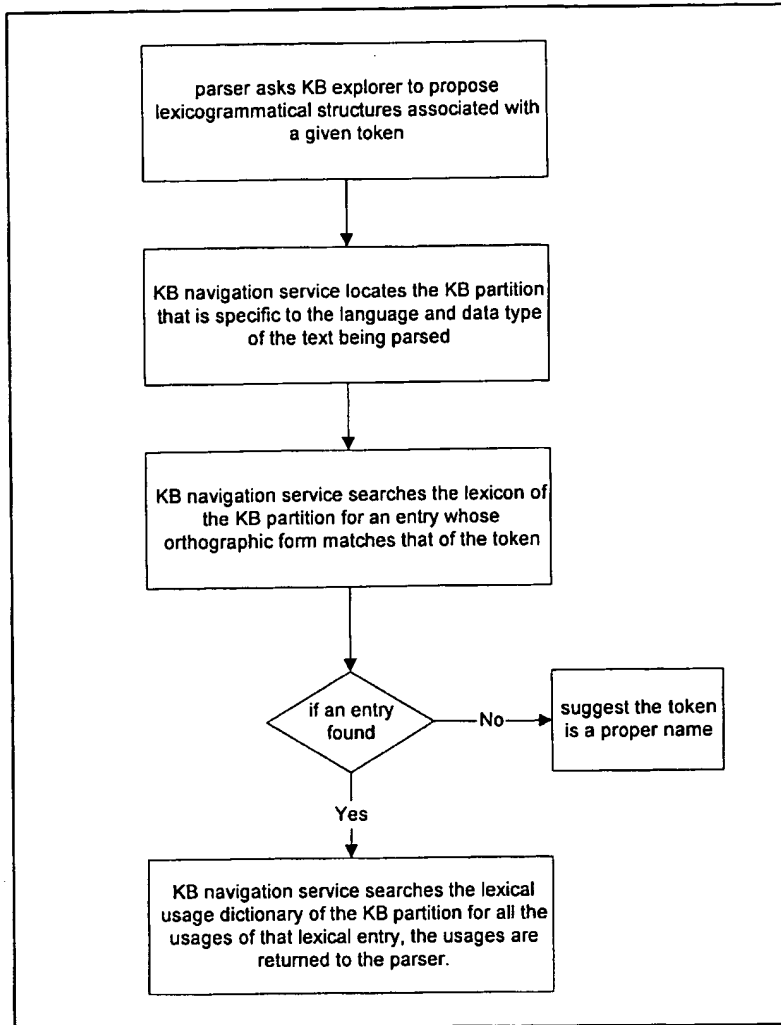 parser asks KB explorer to propose
lexicogrammatical structures associated with
a given token
KB navigation service locates the KB partition
that is specific to the language and data type
of the text being parsed
KB navigation service searches the lexicon of
the KB partition for an entry whose
orthographic form matches that of the token
if an entry
found
No
suggest the token
is a proper name
Yes
KB navigation service searches the lexical
usage dictionary of the KB partition for all the
usages of that lexical entry, the usages are
returned to the parser.